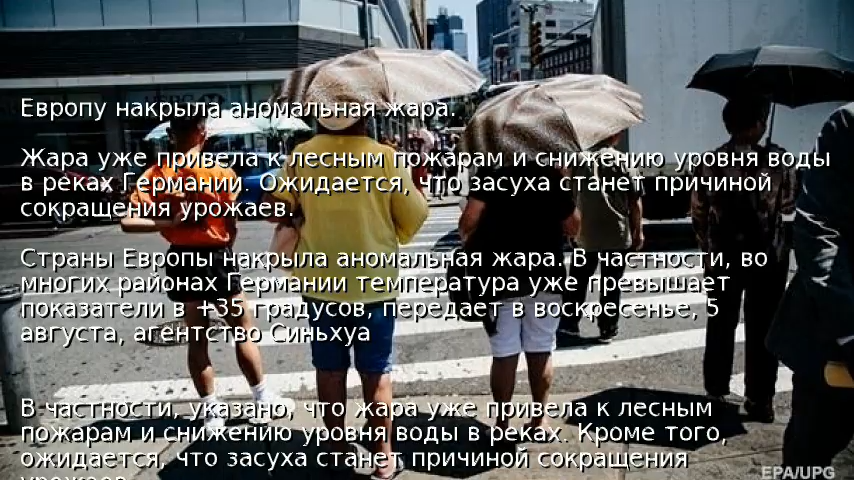 Европу накрыла аномальная жара.
Жара уже привела к лесным пожарам и снижению уровня воды
в реках Германии. Ожидается, что засуха станет причиной
сокращения урожаев.
Страны Европы накрыла аномальная жара. В частности, во
многих районах Германии температура уже превышает
показатели в +35 градусов, передает в воскресенье, 5
августа, агентство Синьхуа
В частности, указано, что жара уже привела к лесным
пожарам и снижению уровня воды в реках. Кроме того,
ожидается, что засуха станет причиной сокращения
EPA/UPG